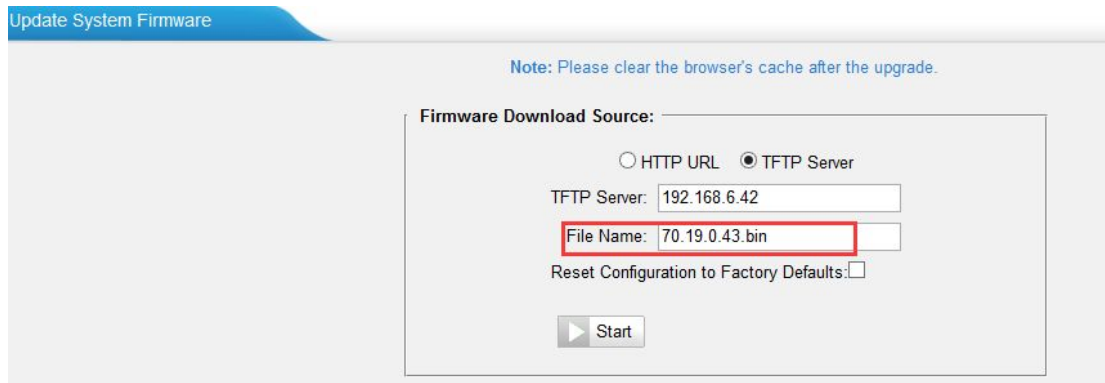 Update System Firmware
Note: Please clear the browser's cache after the upgrade.
Firmware Download Source:
HTTP URL TFTP Server
TFTP Server: 192.168.6.42
File Name: 70.19.0.43.bin
Reset Configuration to Factory Defaults:
Start